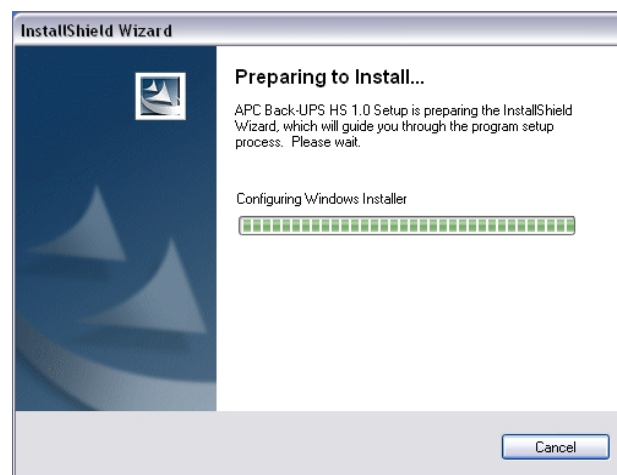 InstallShield Wizard
Preparing to Install...
APC Back-UPS HS 1.0 Setup is preparing the InstallShield
Wizard, which will guide you through the program setup
process. Please wait.
Configuring Windows Installer
Cancel